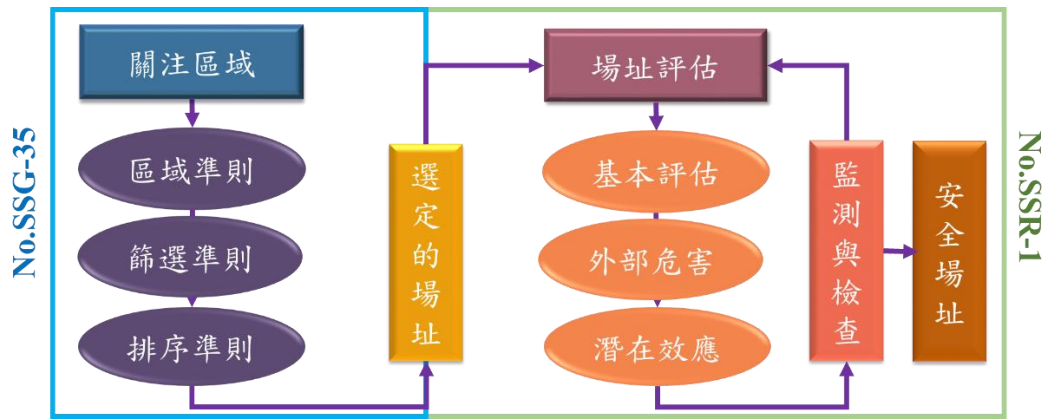 No.SSG-35
關注區域
區域準則
篩選準則
排序準則
選定的場址
場址評估
基本評估
外部危害
潛在效應
監測與檢查
安全場址
No.SSR-1